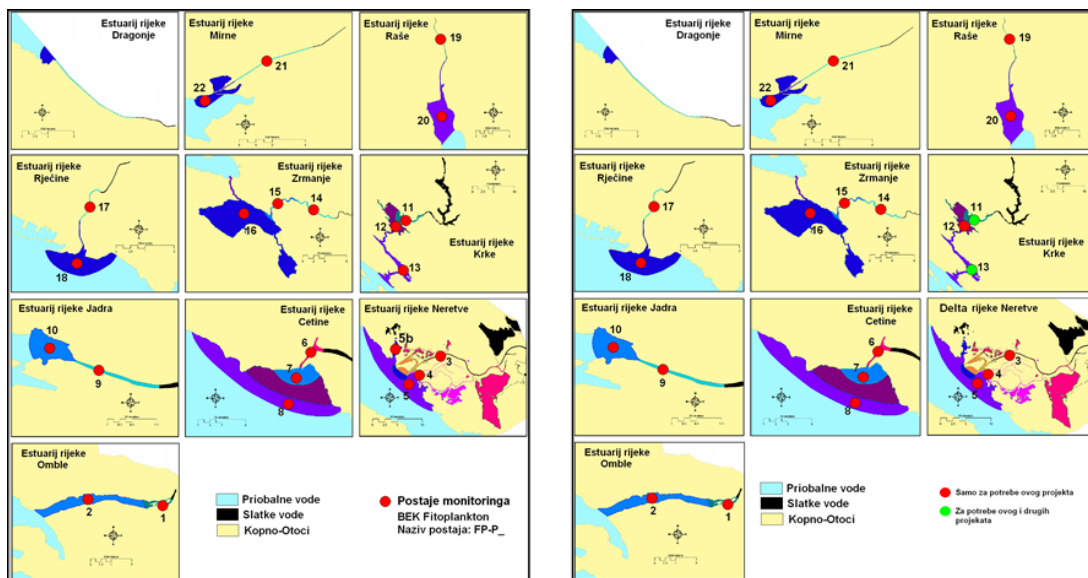 Estuarij rijeke
Dragonje
Estuarij rijeke
Mirne
21
22
Estuarij rijeke
Raše
19
20
Estuarij rijeke
Rječine
17
18
Estuarij rijeke
Zrmanje
15
14
16
11
12
Estuarij rijeke
Krke
13
Estuarij rijeke Jadra
10
9
Estuarij rijeke
Cetine
6
7
8
Estuarij rijeke Neretve
5b
3
4
5
Estuarij rijeke
Omble
2
1
Priobalne vode
Slatke vode
Kopno-Otoci
Postaje monitoringa
BEK Fitoplankton
Naziv postaja: FP-P_
Estuarij rijeke
Dragonje
Estuarij rijeke
Mirne
21
22
Estuarij rijeke
Raše
19
20
Estuarij rijeke
Rječine
17
18
Estuarij rijeke
Zrmanje
15
14
16
11
12
Estuarij rijeke
Krke
13
Estuarij rijeke Jadra
10
9
Estuarij rijeke
Cetine
6
7
8
Delta rijeke Neretve
3
4
5
Estuarij rijeke
Omble
2
1
Priobalne vode
Slatke vode
Kopno-Otoci
Samo za potrebe ovog projekta
Za potrebe ovog i drugih
projekata